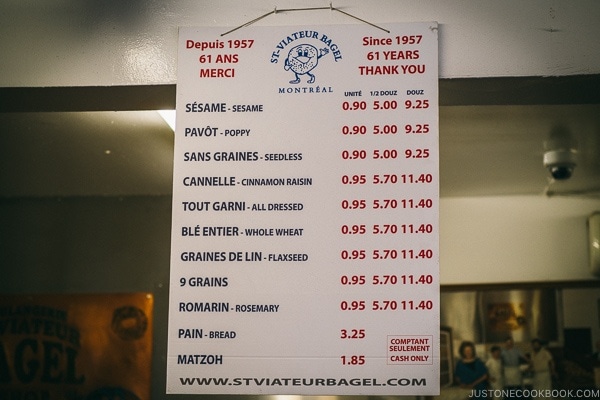 Depuis 1957
61 ANS
MERCI
ST-VIATEUR BAGEL
MONTRÉAL
Since 1957
61 YEARS
THANK YOU
UNITÉ 1/2 DOUZ DOUZ
SÉSAME - SESAME 0.90 5.00 9.25
PAVÔT - POPPY 0.90 5.00 9.25
SANS GRAINES - SEEDLESS 0.90 5.00 9.25
CANNELLE - CINNAMON RAISIN 0.95 5.70 11.40
TOUT GARNI - ALL DRESSED 0.95 5.70 11.40
BLÉ ENTIER - WHOLE WHEAT 0.95 5.70 11.40
GRAINES DE LIN - FLAXSEED 0.95 5.70 11.40
9 GRAINS 0.95 5.70 11.40
ROMARIN - ROSEMARY 0.95 5.70 11.40
PAIN - BREAD 3.25
MATZOH 1.85
COMPTANT
SEULEMENT
CASH ONLY
WWW.STVIATEURBAGEL.COM
VIATEUR
AGEL
JUSTONECOOKBOOK.COM